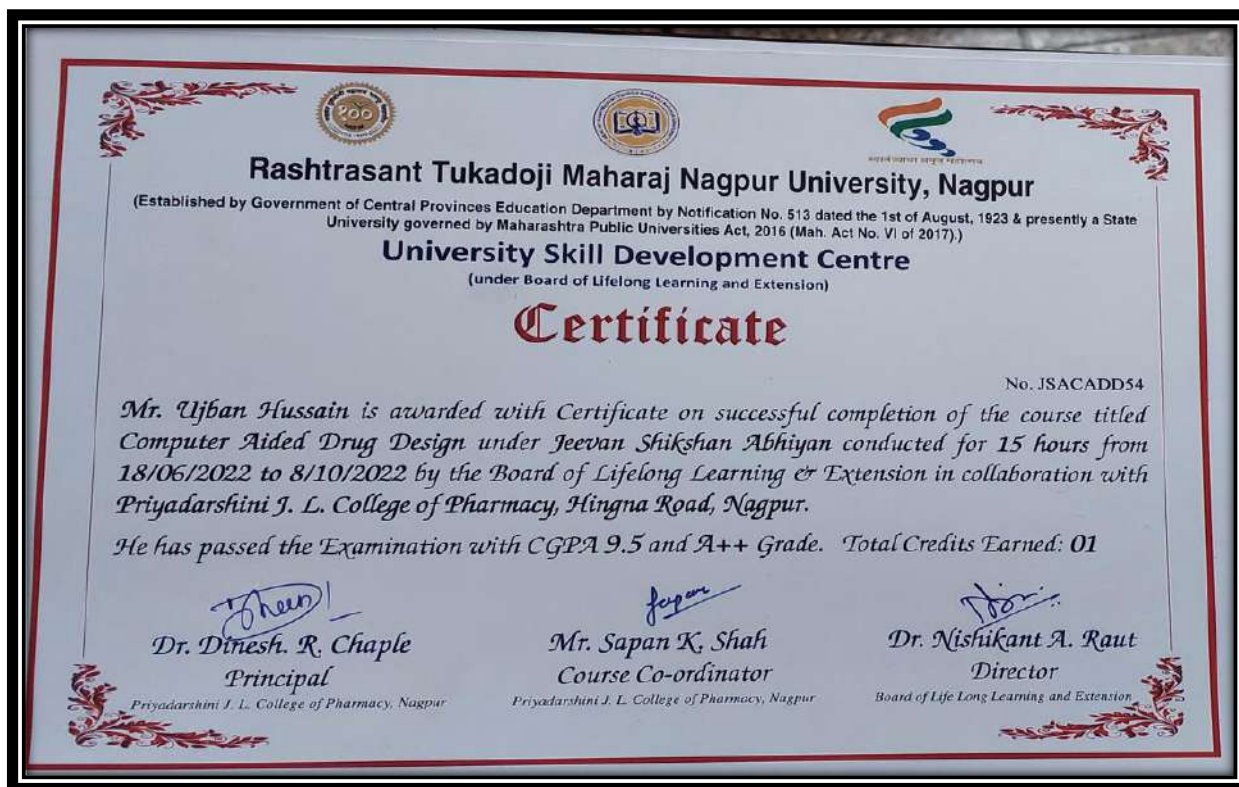 १००
Rashtrasant Tukadoji Maharaj Nagpur University, Nagpur
(Established by Government of Central Provinces Education Department by Notification No. 513 dated the 1st of August, 1923 & presently a State
University governed by Maharashtra Public Universities Act, 2016 (Mah. Act No. VI of 2017).)
University Skill Development Centre
(under Board of Lifelong Learning and Extension)
Certificate
No. JSACADD54
Mr. Ujban Hussain is awarded with Certificate on successful completion of the course titled
Computer Aided Drug Design under Jeevan Shikshan Abhiyan conducted for 15 hours from
18/06/2022 to 8/10/2022 by the Board of Lifelong Learning & Extension in collaboration with
Priyadarshini J. L. College of Pharmacy, Hingna Road, Nagpur.
He has passed the Examination with CGPA 9.5 and A++ Grade. Total Credits Earned: 01
Dr. Dinesh. R. Chaple Mr. Sapan K. Shah Dr. Nishikant A. Raut
Principal Course Co-ordinator Director
Priyadarshini J. L. College of Pharmacy, Nagpur Priyadarshini J. L. College of Pharmacy, Nagpur Board of Life Long Learning and Extension